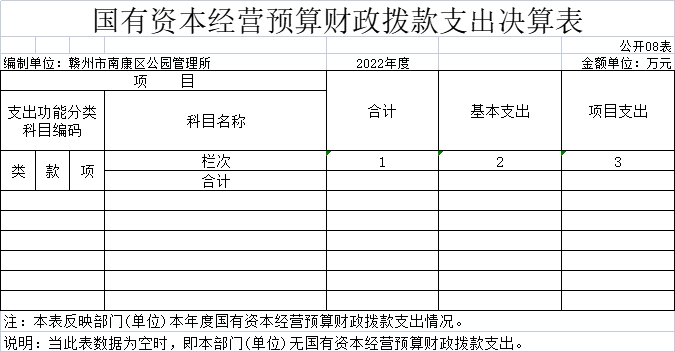 国有资本经营预算财政拨款支出决算表
公开08表
编制单位：赣州市南康区公园管理所 2022年度 金额单位：万元
项 目 合计 基本支出 项目支出
支出功能分类科目编码 科目名称
类 款 项 栏次 1 2 3
合计
注：本表反映部门(单位)本年度国有资本经营预算财政拨款支出情况。
说明：当此表数据为空时，即本部门(单位)无国有资本经营预算财政拨款支出。